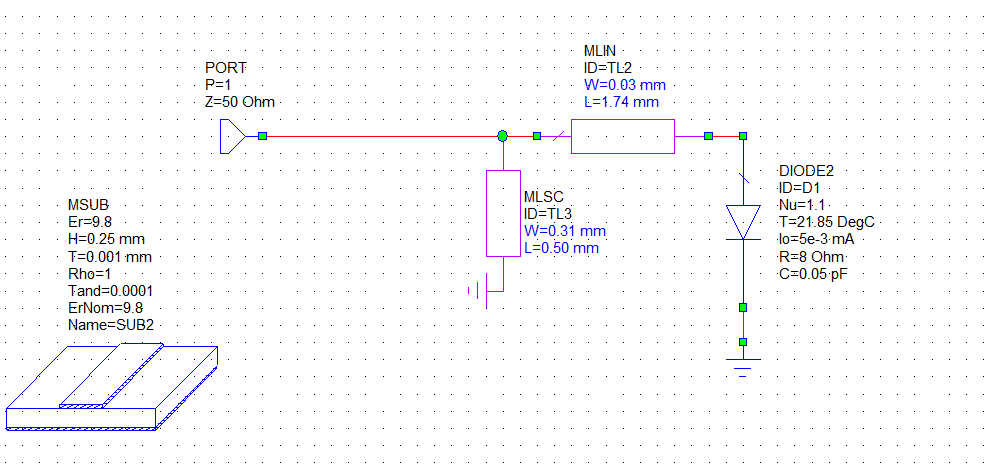 PORT
P=1
Z=50 Ohm
MLIN
ID=TL2
W=0.03 mm
L=1.74 mm
MLSC
ID=TL3
W=0.31 mm
L=0.50 mm
DIODE2
ID=D1
Nu=1.1
T=21.85 DegC
Io=5e-3 mA
R=8 Ohm
C=0.05 pF
MSUB
Er=9.8
H=0.25 mm
T=0.001 mm
Rho=1
Tand=0.0001
ErNom=9.8
Name=SUB2